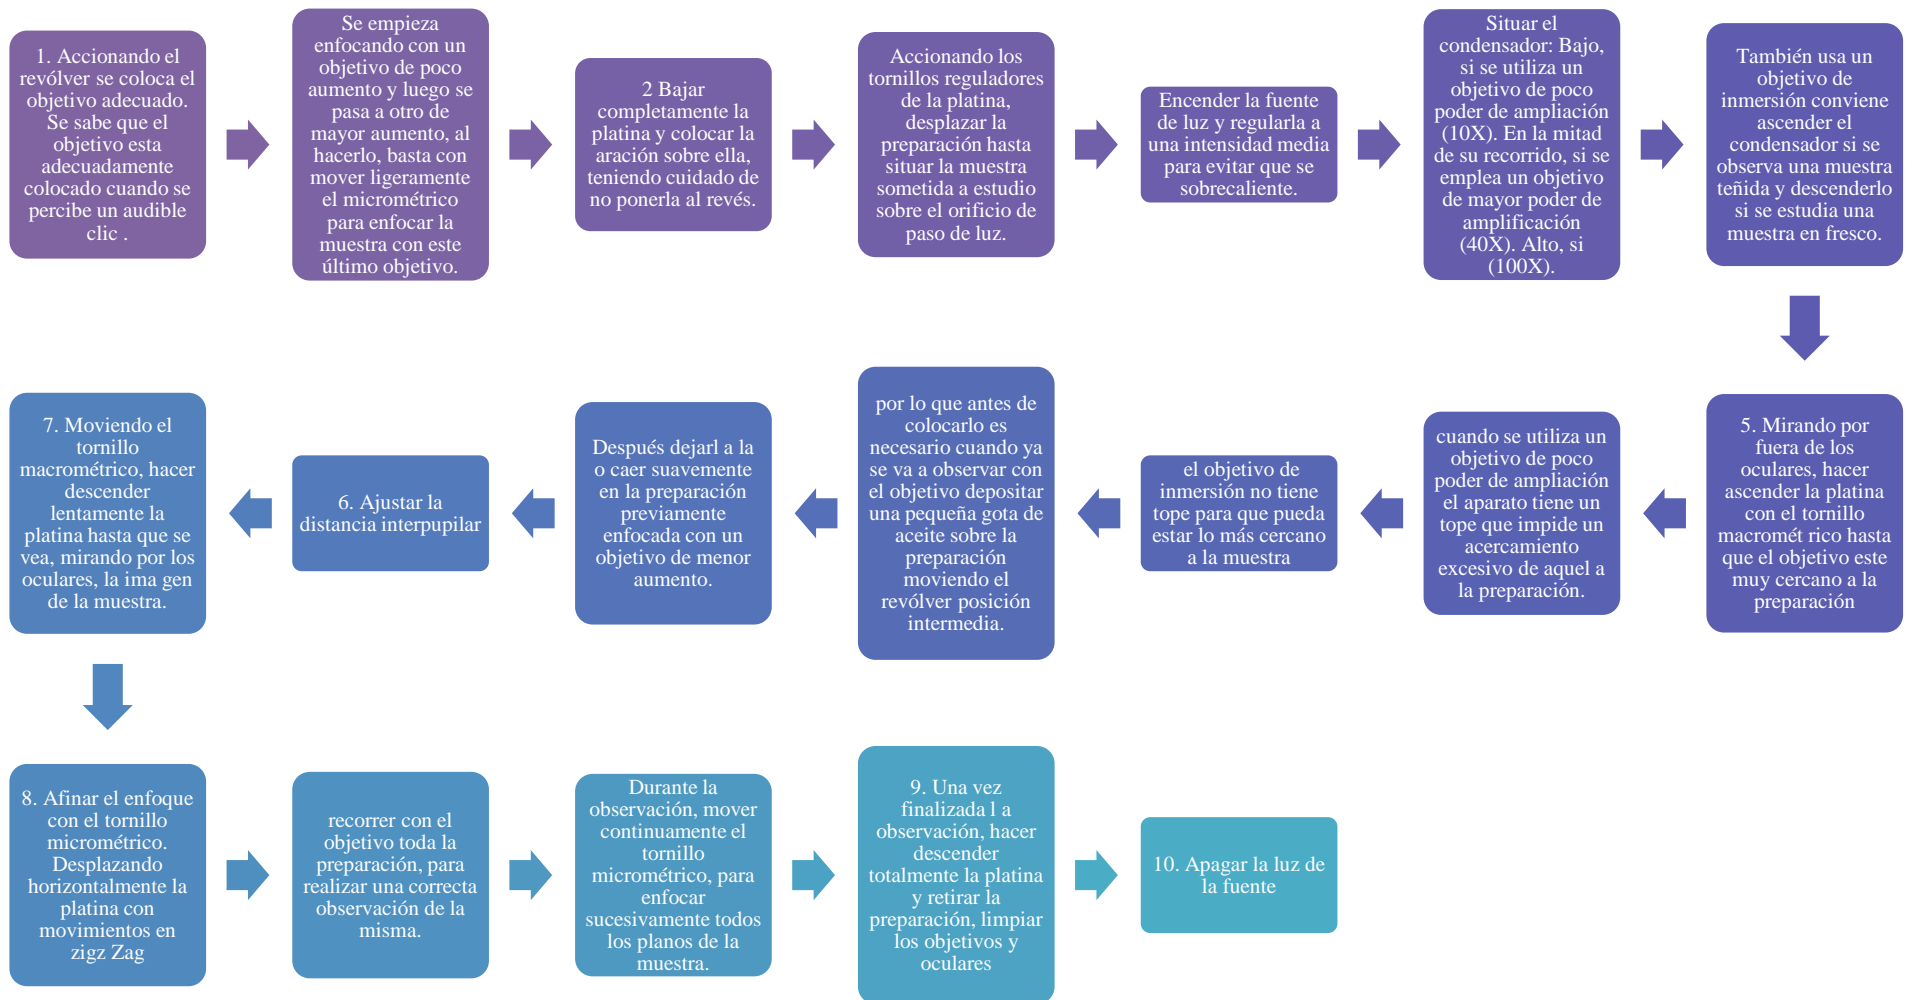 1. Accionando el
revólver se coloca el
objetivo adecuado.
Se sabe que el
objetivo esta
adecuadamente
colocado cuando se
percibe un audible
clic .
Se empieza
enfocando con un
objetivo de poco
aumento y luego se
pasa a otro de
mayor aumento, al
hacerlo, basta con
mover ligeramente
el micrométrico
para enfocar la
muestra con este
último objetivo.
2 Bajar
completamente la
platina y colocar la
aración sobre ella,
teniendo cuidado de
no ponerla al revés.
Accionando los
tornillos reguladores
de la platina,
desplazar la
preparación hasta
situar la muestra
sometida a estudio
sobre el orificio de
paso de luz.
Encender la fuente
de luz y regularla a
una intensidad media
para evitar que se
sobrecaliente.
Situar el
condensador: Bajo,
si se utiliza un
objetivo de poco
poder de ampliación
(10X). En la mitad
de su recorrido, si se
emplea un objetivo
de mayor poder de
amplificación
(40X). Alto, si
(100X).
También usa un
objetivo de
inmersión conviene
ascender el
condensador si se
observa una muestra
teñida y descenderlo
si se estudia una
muestra en fresco.
5. Mirando por
fuera de los
oculares, hacer
ascender la platina
con el tornillo
macromét rico hasta
que el objetivo este
muy cercano a la
preparación
cuando se utiliza un
objetivo de poco
poder de ampliación
el aparato tiene un
tope que impide un
acercamiento
excesivo de aquel a
la preparación.
el objetivo de
inmersión no tiene
tope para que pueda
estar lo más cercano
a la muestra
por lo que antes de
colocarlo es
necesario cuando ya
se va a observar con
el objetivo depositar
una pequeña gota de
aceite sobre la
preparación
moviendo el
revólver posición
intermedia.
Después dejarl a la
o caer suavemente
en la preparación
previamente
enfocada con un
objetivo de menor
aumento.
6. Ajustar la
distancia interpupilar
7. Moviendo el
tornillo
macrométrico, hacer
descender
lentamente la
platina hasta que se
vea, mirando por los
oculares, la ima gen
de la muestra.
8. Afinar el enfoque
con el tornillo
micrométrico.
Desplazando
horizontalmente la
platina con
movimientos en
zigz Zag
recorrer con el
objetivo toda la
preparación, para
realizar una correcta
observación de la
misma.
Durante la
observación, mover
continuamente el
tornillo
micrométrico, para
enfocar
sucesivamente todos
los planos de la
muestra.
9. Una vez
finalizada l a
observación, hacer
descender
totalmente la platina
y retirar la
preparación, limpiar
los objetivos y
oculares
10. Apagar la luz de
la fuente